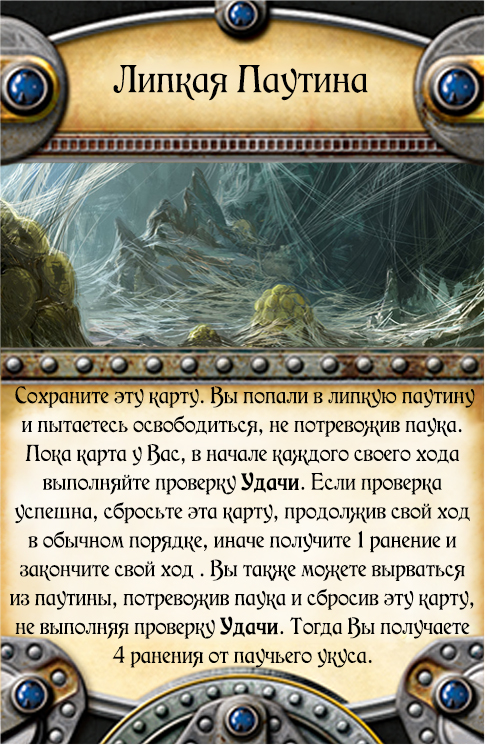 Липкая Паутина
Сохраните эту карту. Вы попали в липкую паутину
и пытаетесь освободиться, не потревожив паука.
Пока карта у Вас, в начале каждого своего хода
выполняйте проверку Удачи. Если проверка
успешна, сбросьте эта карту, продолжив свой ход
в обычном порядке, иначе получите 1 ранение и
закончите свой ход . Вы также можете вырваться
из паутины, потревожив паука и сбросив эту карту,
не выполняя проверку Удачи. Тогда Вы получаете
4 ранения от паучьего укуса.